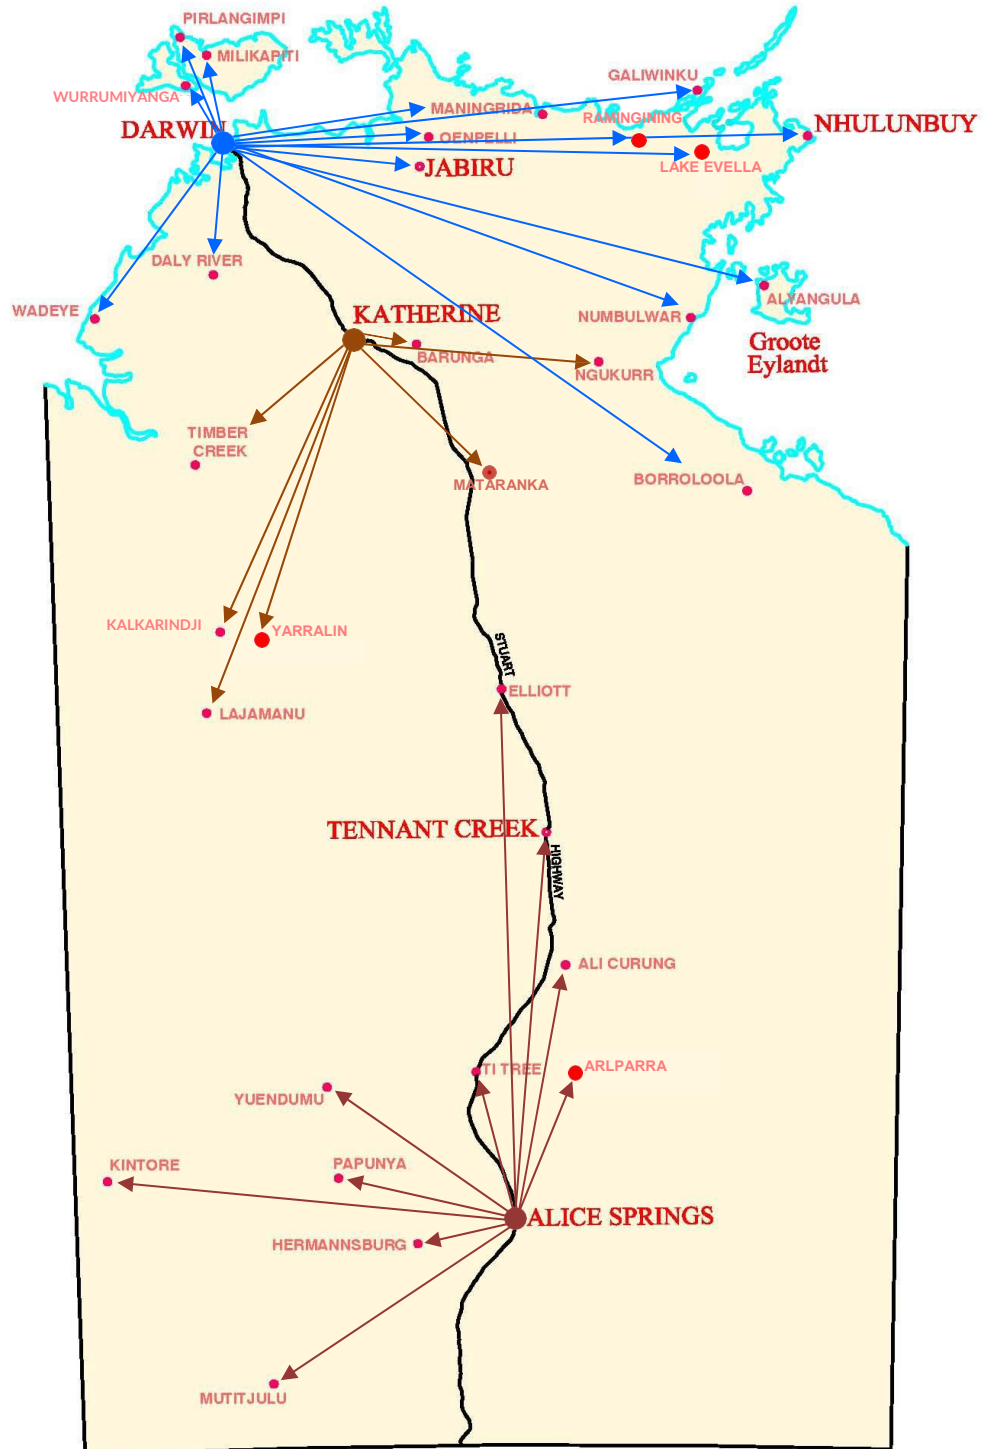 PIRLANGIMPI
MILIKAPITI
WURRUMIYANGA
GALIWINKU
MANINGRIDA
RAMINGINING
DARWIN
NHULUNBUY
OENPELLI
JABIRU
LAKE EVELLA
DALY RIVER
ALYANGULA
WADEYE
KATHERINE
NUMBULWAR
Groote
Eylandt
BARUNGA
NGUKURR
TIMBER
CREEK
MATARANKA
BORROLOOLA
KALKARINDJI
YARRALIN
STUART
ELLIOTT
LAJAMANU
TENNANT CREEK
HIGHWAY
ALI CURUNG
TI TREE
ARLPARRA
YUENDUMU
KINTORE
PAPUNYA
ALICE SPRINGS
HERMANNSBURG
MUTITJULU